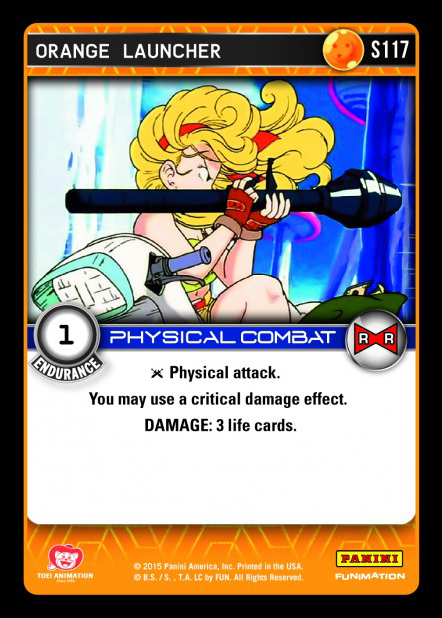 ORANGE LAUNCHER S117
1
ENDURANCE
PHYSICAL COMBAT
R R
Physical attack.
You may use a critical damage effect.
DAMAGE: 3 life cards.
TOEI ANIMATION
© 2015 Panini America, Inc. Printed in the USA.
© B.S. / S. , T.A. LC by FUN. All Rights Reserved.
PANINI
FUNIMATION